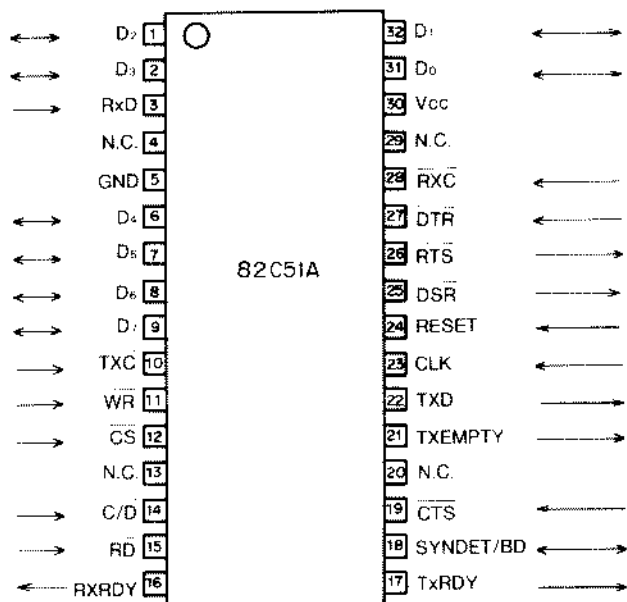 D2 1 32 D1
D3 2 31 D0
RxD 3 30 Vcc
N.C. 4 29 N.C.
GND 5 28 RXC
D4 6 27 DTR
D5 7 26 RTS
82C51A
D6 8 25 DSR
D7 9 24 RESET
TXC 10 23 CLK
WR 11 22 TXD
CS 12 21 TXEMPTY
N.C. 13 20 N.C.
C/D 14 19 CTS
RD 15 18 SYNDET/BD
RXRDY 16 17 TxRDY